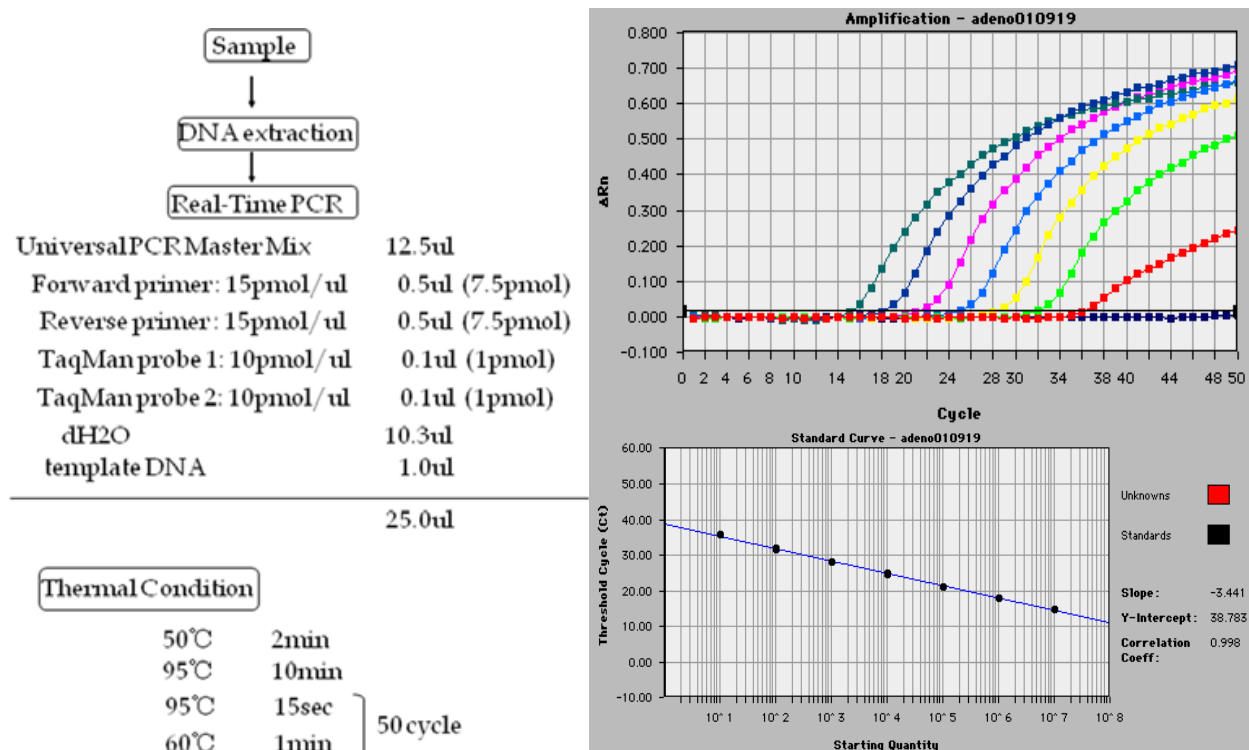 Sample
DNA extraction
Real-Time PCR
Universal PCR Master Mix 12.5ul
Forward primer: 15pmol/ul 0.5ul (7.5pmol)
Reverse primer: 15pmol/ul 0.5ul (7.5pmol)
TaqMan probe 1: 10pmol/ul 0.1ul (1pmol)
TaqMan probe 2: 10pmol/ul 0.1ul (1pmol)
dH2O 10.3ul
template DNA 1.0ul
25.0ul
Thermal Condition
50℃ 2min
95℃ 10min
95℃ 15sec
60℃ 1min
50 cycle
Amplification - adeno010919
0.800
0.700
0.600
0.500
0.400
0.300
0.200
0.100
0.000
-0.100
ΔRn
0 2 4 6 8 10 14 18 20 24 28 30 34 38 40 44 48 50
Cycle
Standard Curve - adeno010919
60.00
50.00
40.00
30.00
20.00
10.00
0.00
-10.00
Threshold Cycle (Ct)
10^1 10^2 10^3 10^4 10^5 10^6 10^7 10^8
Starting Quantity
Unknowns
Standards
Slope: -3.441
Y-Intercept: 38.783
Correlation 0.998
Coeff: